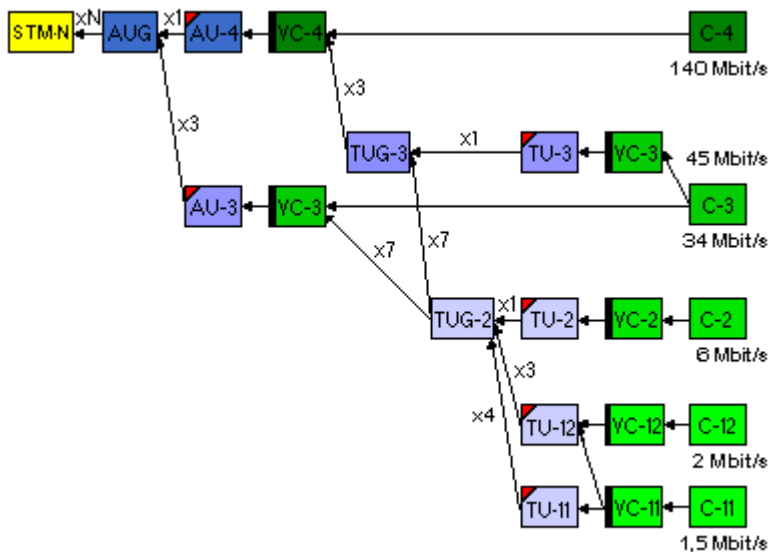 xN
x1
STM-N
AUG
AU-4
VC-4
C-4
140 Mbit/s
x3
x3
x1
TUG-3
TU-3
VC-3
45 Mbit/s
AU-3
VC-3
C-3
34 Mbit/s
x7
x7
x1
TUG-2
TU-2
VC-2
C-2
6 Mbit/s
x3
x4
TU-12
VC-12
C-12
2 Mbit/s
TU-11
VC-11
C-11
1,5 Mbit/s